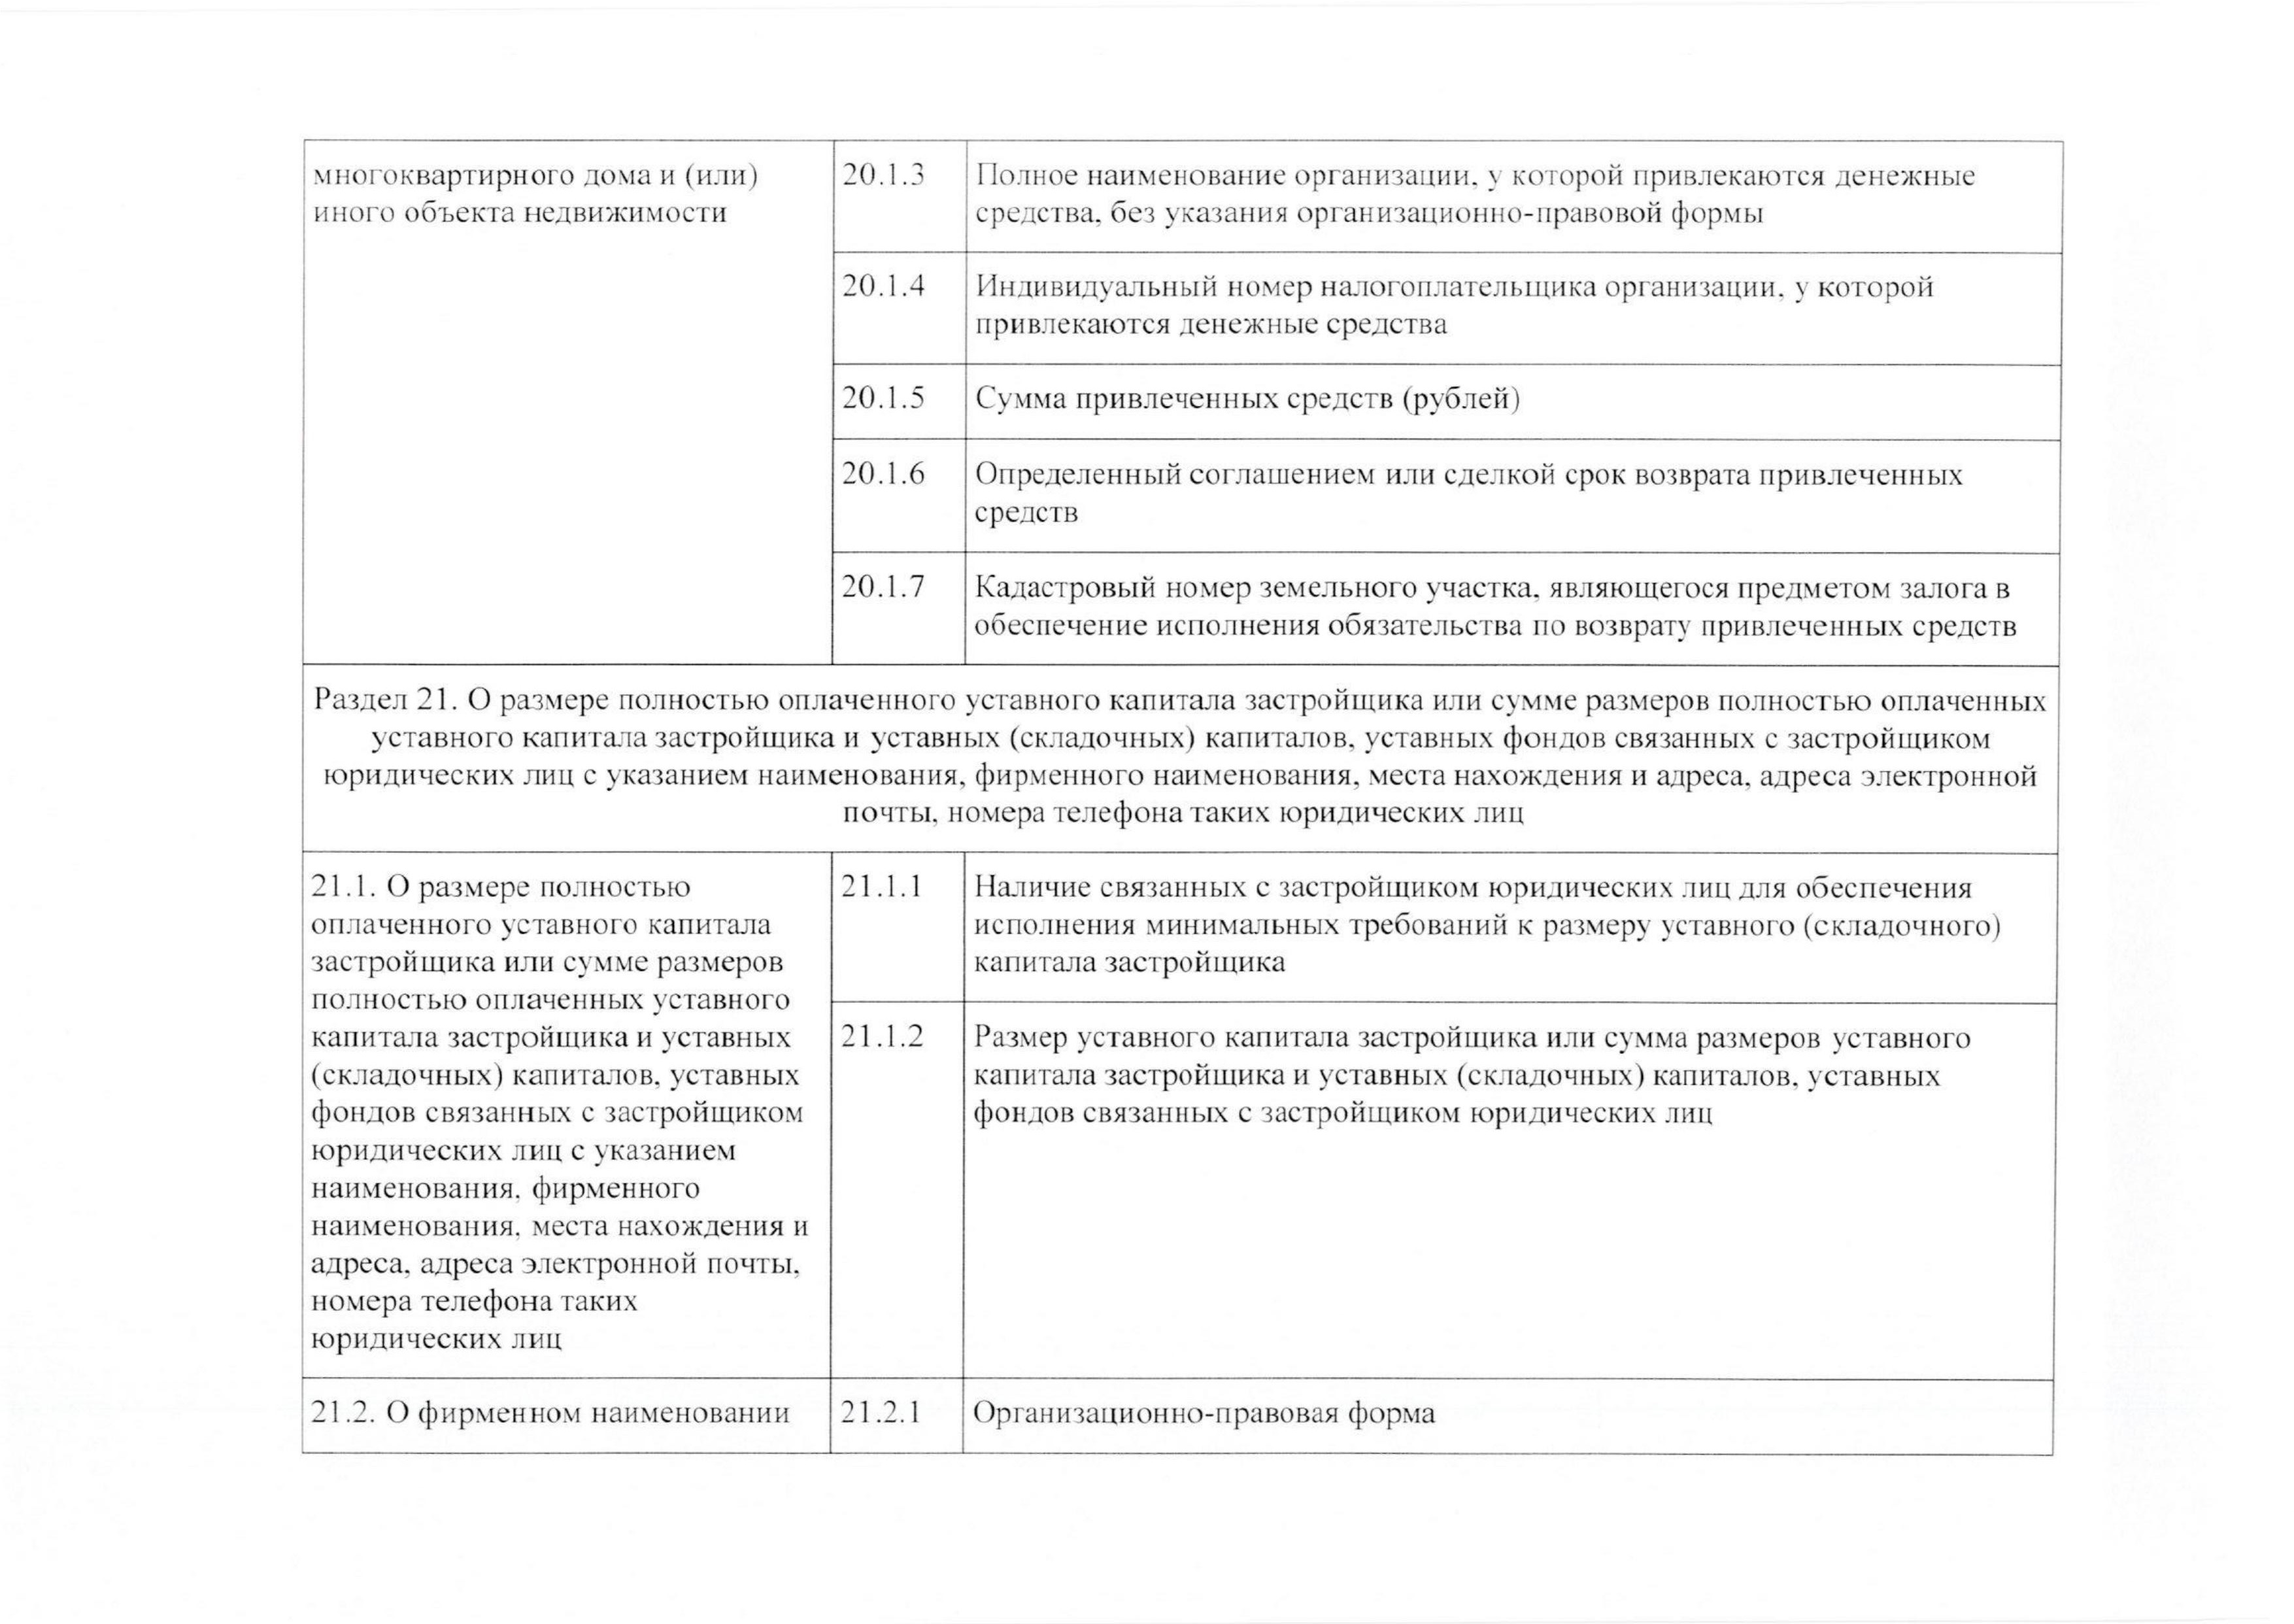 многоквартирного дома и (или)
иного объекта недвижимости
20.1.3
Полное наименование организации, у которой привлекаются денежные
средства, без указания организационно-правовой формы
20.1.4
Индивидуальный номер налогоплательщика организации, у которой
привлекаются денежные средства
20.1.5
Сумма привлеченных средств (рублей)
20.1.6
Определенный соглашением или сделкой срок возврата привлеченных
средств
20.1.7
Кадастровый номер земельного участка, являющегося предметом залога в
обеспечение исполнения обязательства по возврату привлеченных средств
Раздел 21. О размере полностью оплаченного уставного капитала застройщика или сумме размеров полностью оплаченных
уставного капитала застройщика и уставных (складочных) капиталов, уставных фондов связанных с застройщиком
юридических лиц с указанием наименования, фирменного наименования, места нахождения и адреса, адреса электронной
почты, номера телефона таких юридических лиц
21.1. О размере полностью
оплаченного уставного капитала
застройщика или сумме размеров
полностью оплаченных уставного
капитала застройщика и уставных
(складочных) капиталов, уставных
фондов связанных с застройщиком
юридических лиц с указанием
наименования, фирменного
наименования, места нахождения и
адреса, адреса электронной почты,
номера телефона таких
юридических лиц
21.1.1
Наличие связанных с застройщиком юридических лиц для обеспечения
исполнения минимальных требований к размеру уставного (складочного)
капитала застройщика
21.1.2
Размер уставного капитала застройщика или сумма размеров уставного
капитала застройщика и уставных (складочных) капиталов, уставных
фондов связанных с застройщиком юридических лиц
21.2. О фирменном наименовании
21.2.1
Организационно-правовая форма